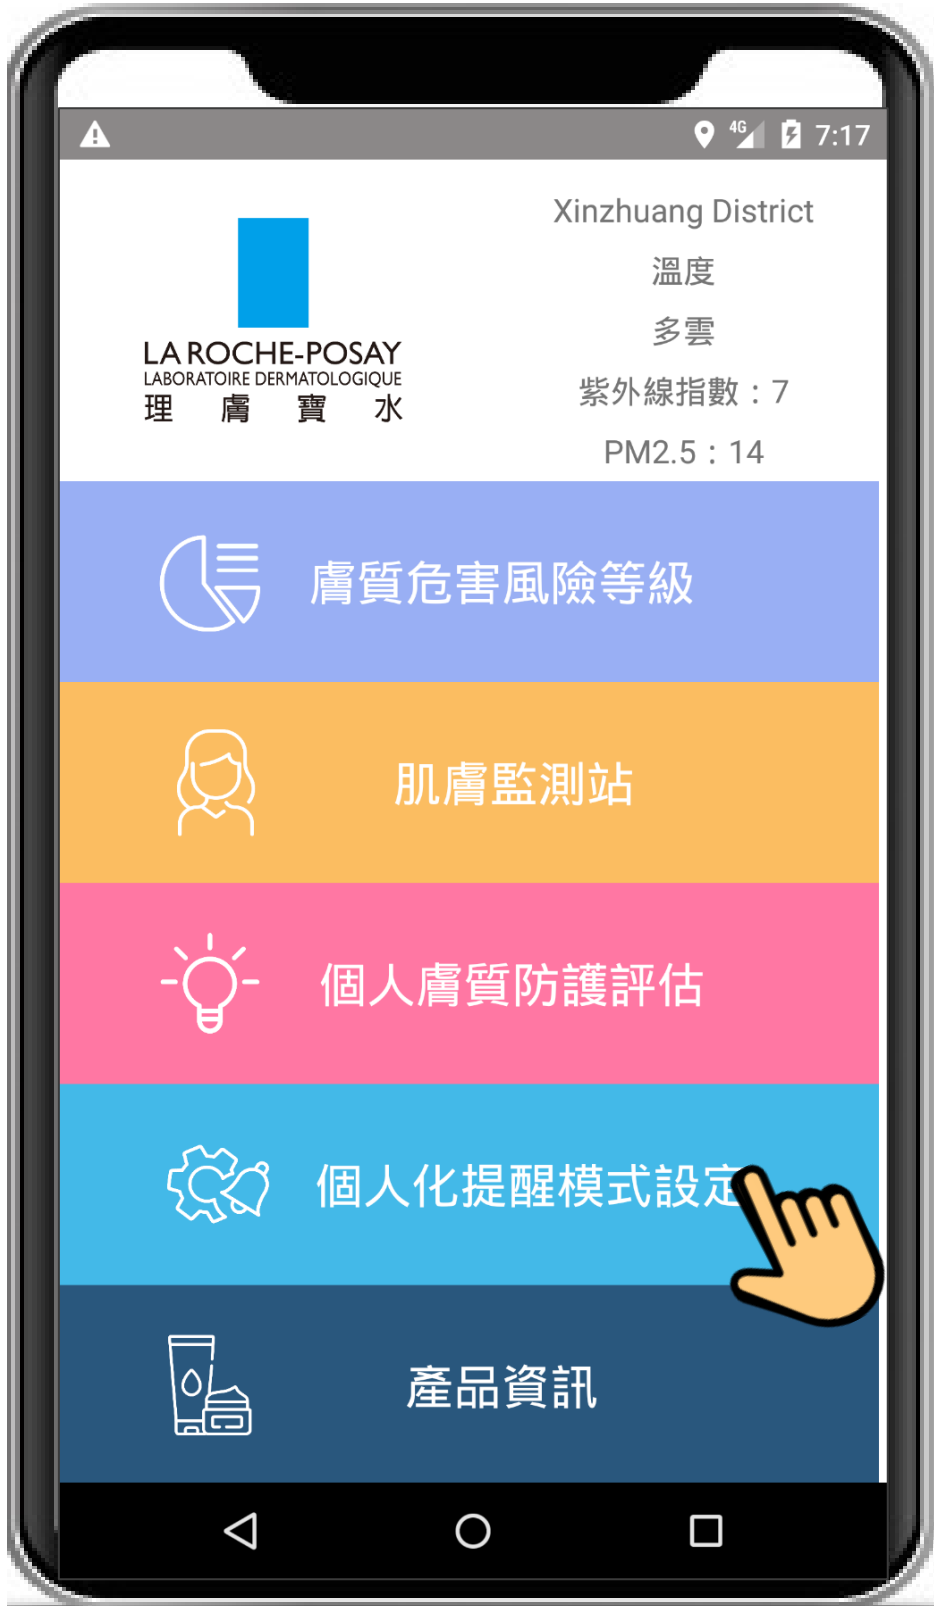 4G 7:17
LA ROCHE-POSAY
LABORATOIRE DERMATOLOGIQUE
理膚寶水
Xinzhuang District
溫度
多雲
紫外線指數：7
PM2.5：14
膚質危害風險等級
肌膚監測站
個人膚質防護評估
個人化提醒模式設定
產品資訊